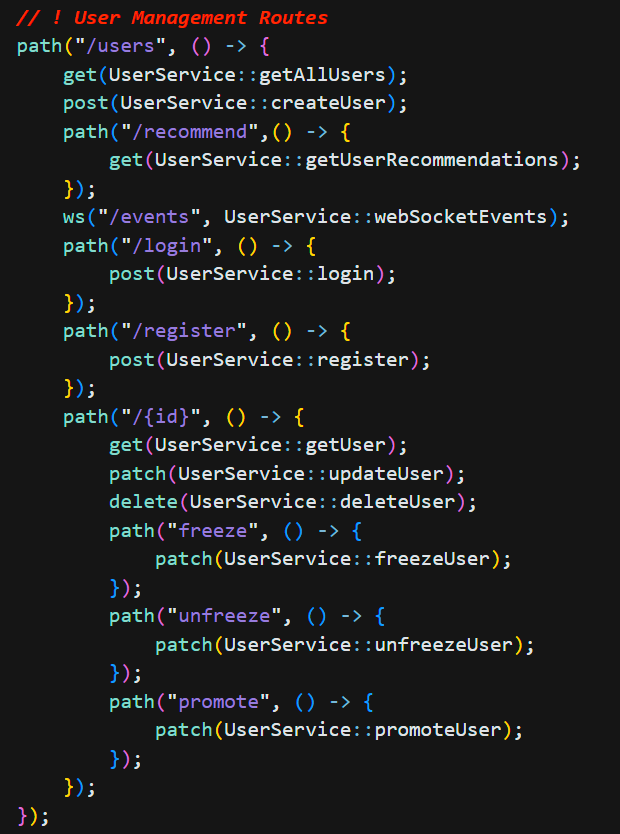 // ! User Management Routes
path("/users", () -> {
    get(UserService::getAllUsers);
    post(UserService::createUser);
    path("/recommend",() -> {
        get(UserService::getUserRecommendations);
    });
    ws("/events", UserService::webSocketEvents);
    path("/login", () -> {
        post(UserService::login);
    });
    path("/register", () -> {
        post(UserService::register);
    });
    path("/{id}", () -> {
        get(UserService::getUser);
        patch(UserService::updateUser);
        delete(UserService::deleteUser);
        path("freeze", () -> {
            patch(UserService::freezeUser);
        });
        path("unfreeze", () -> {
            patch(UserService::unfreezeUser);
        });
        path("promote", () -> {
            patch(UserService::promoteUser);
        });
    });
});